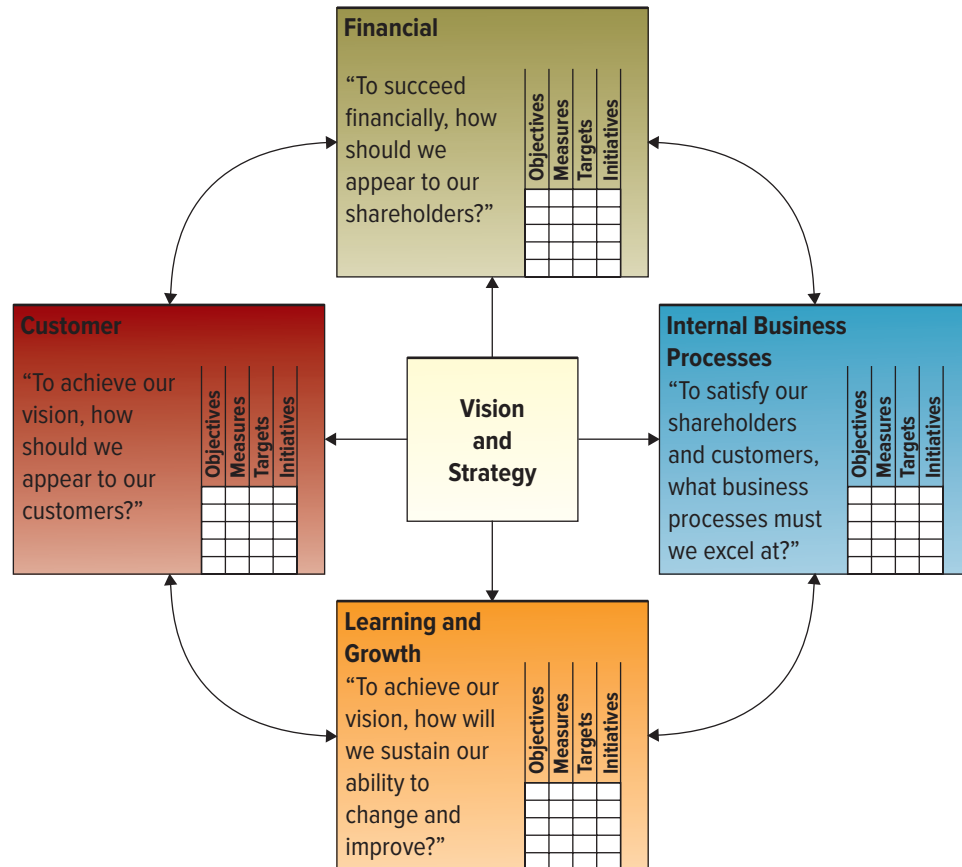 Financial
“To succeed
financially, how
should we
appear to our
shareholders?”
Objectives
Measures
Targets
Initiatives
Customer
“To achieve our
vision, how
should we
appear to our
customers?”
Objectives
Measures
Targets
Initiatives
Vision
and
Strategy
Internal Business
Processes
“To satisfy our
shareholders
and customers,
what business
processes must
we excel at?”
Objectives
Measures
Targets
Initiatives
Learning and
Growth
“To achieve our
vision, how will
we sustain our
ability to
change and
improve?”
Objectives
Measures
Targets
Initiatives